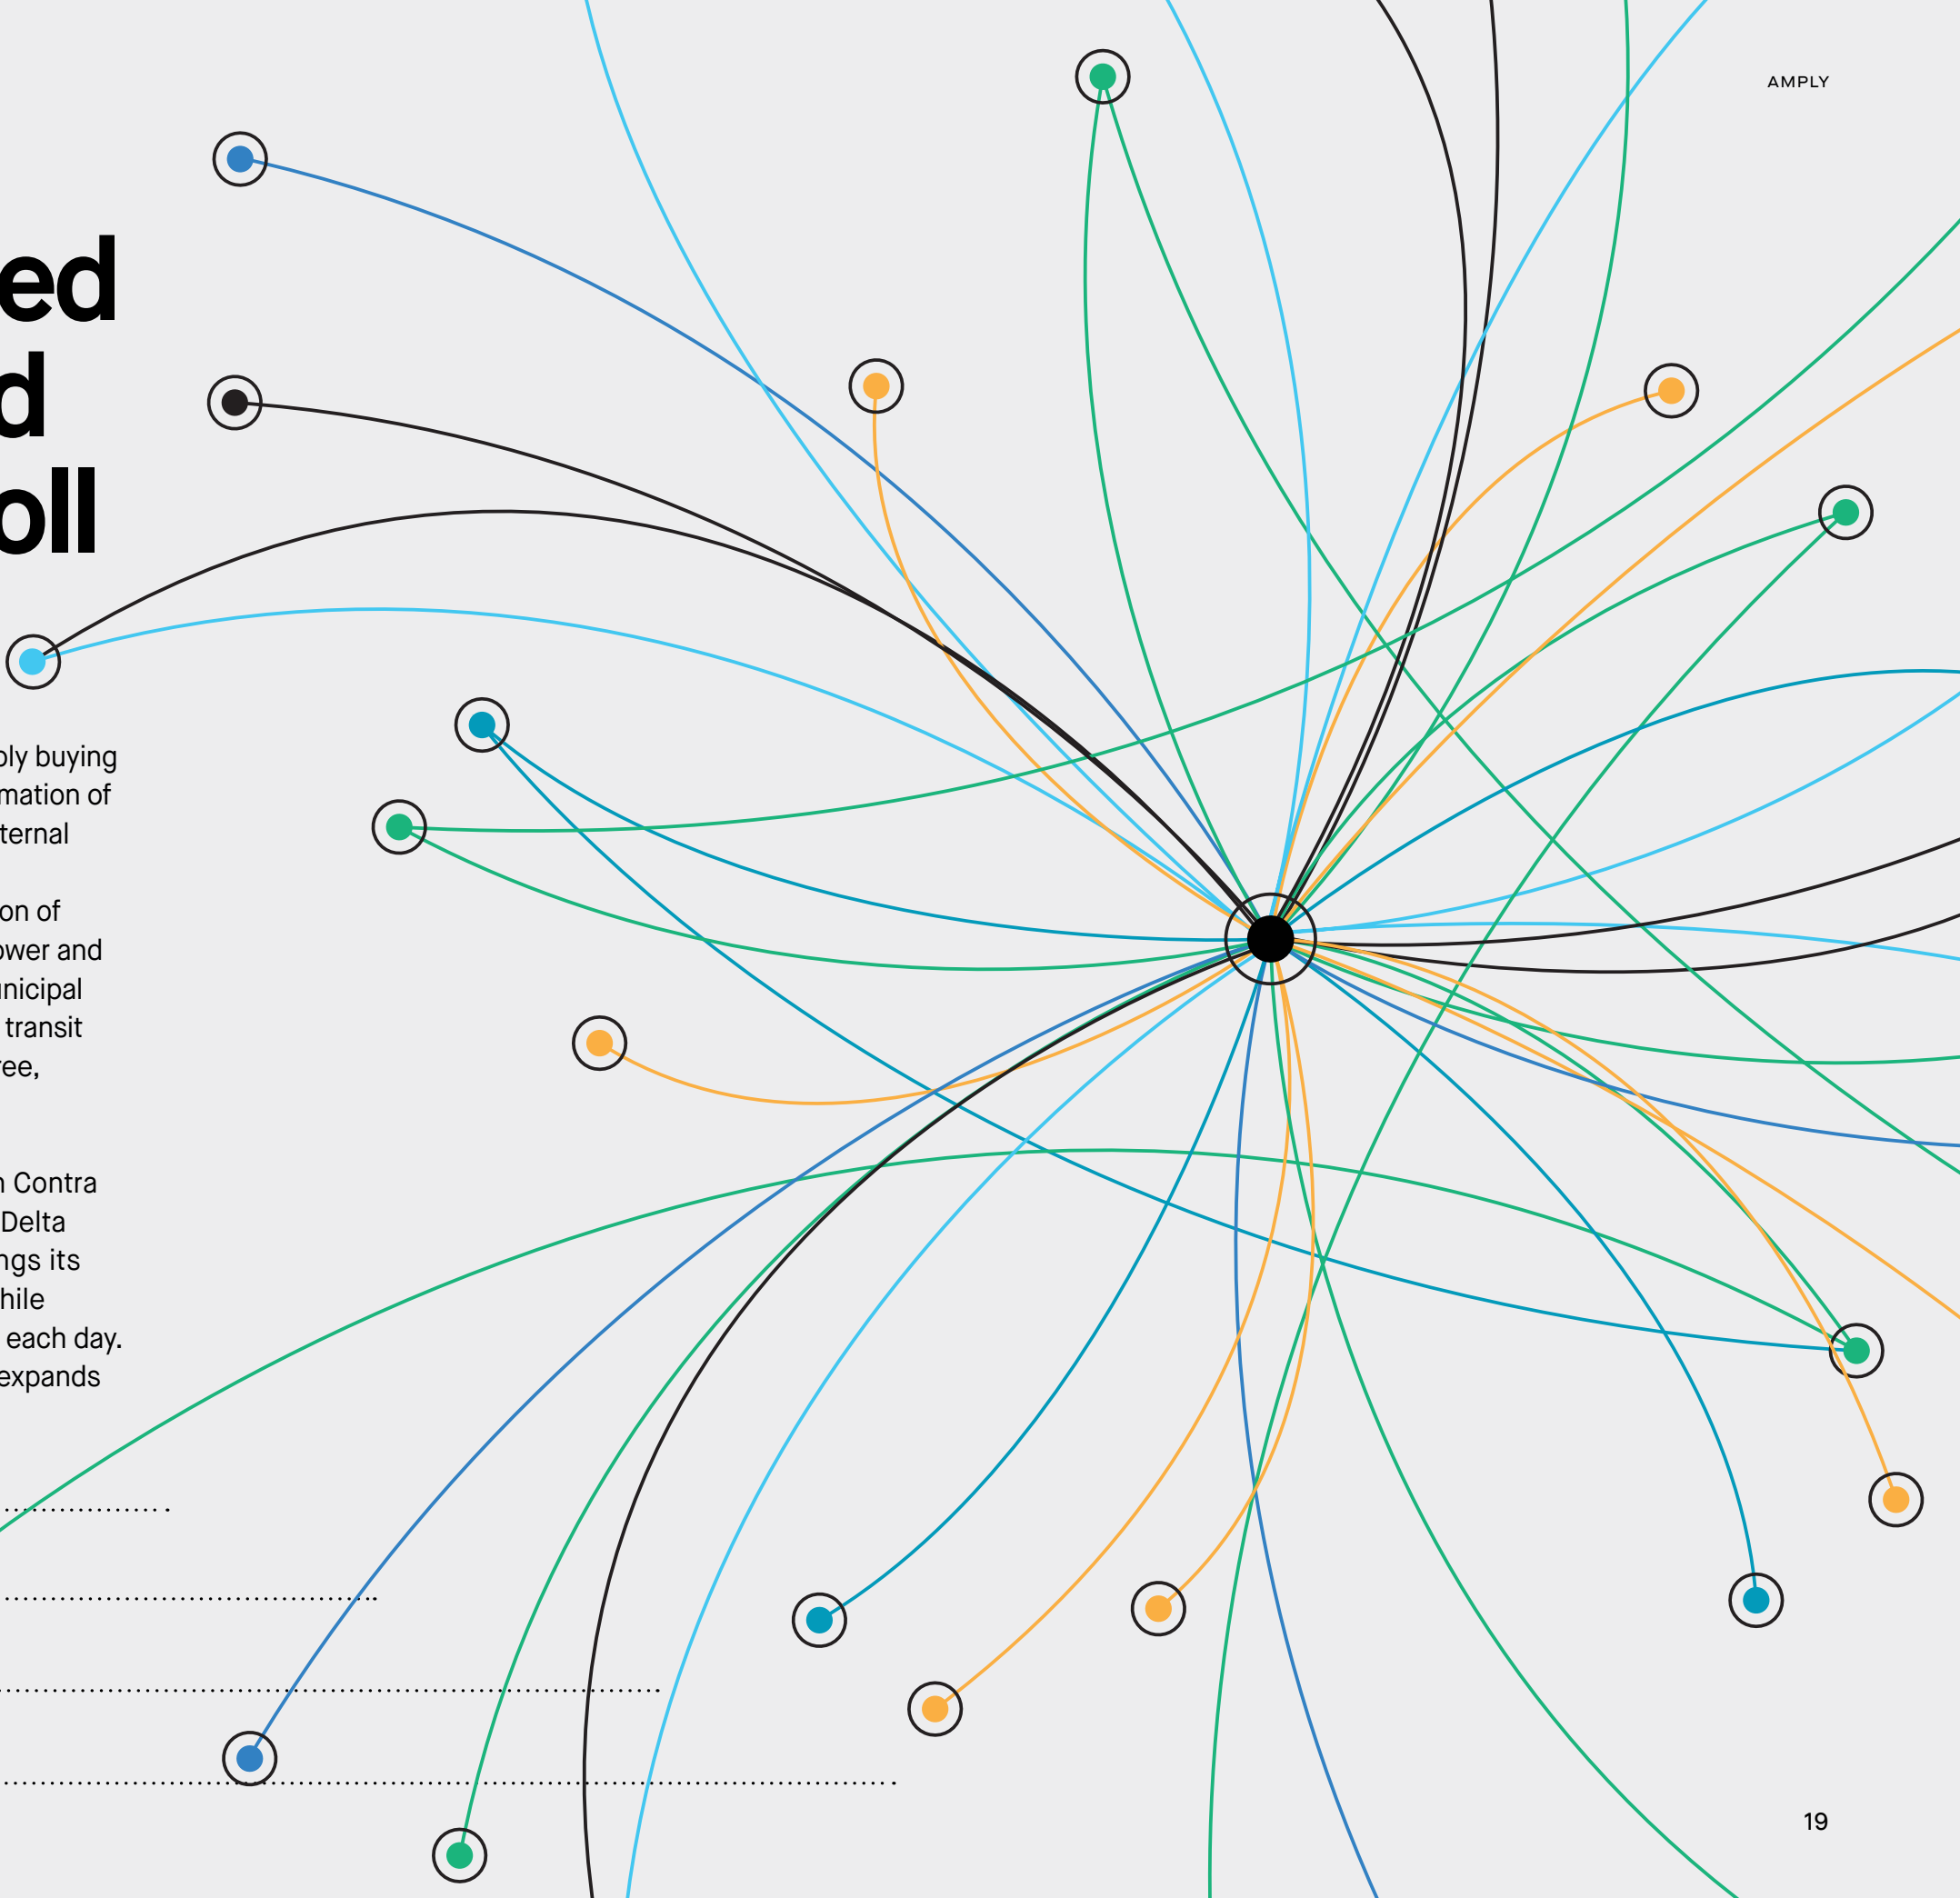 AMPLY
ed
d
oll
ply buying
mation of
ternal
on of
ower and
unicipal
transit
ree,
n Contra
Delta
ngs its
hile
each day.
expands
19